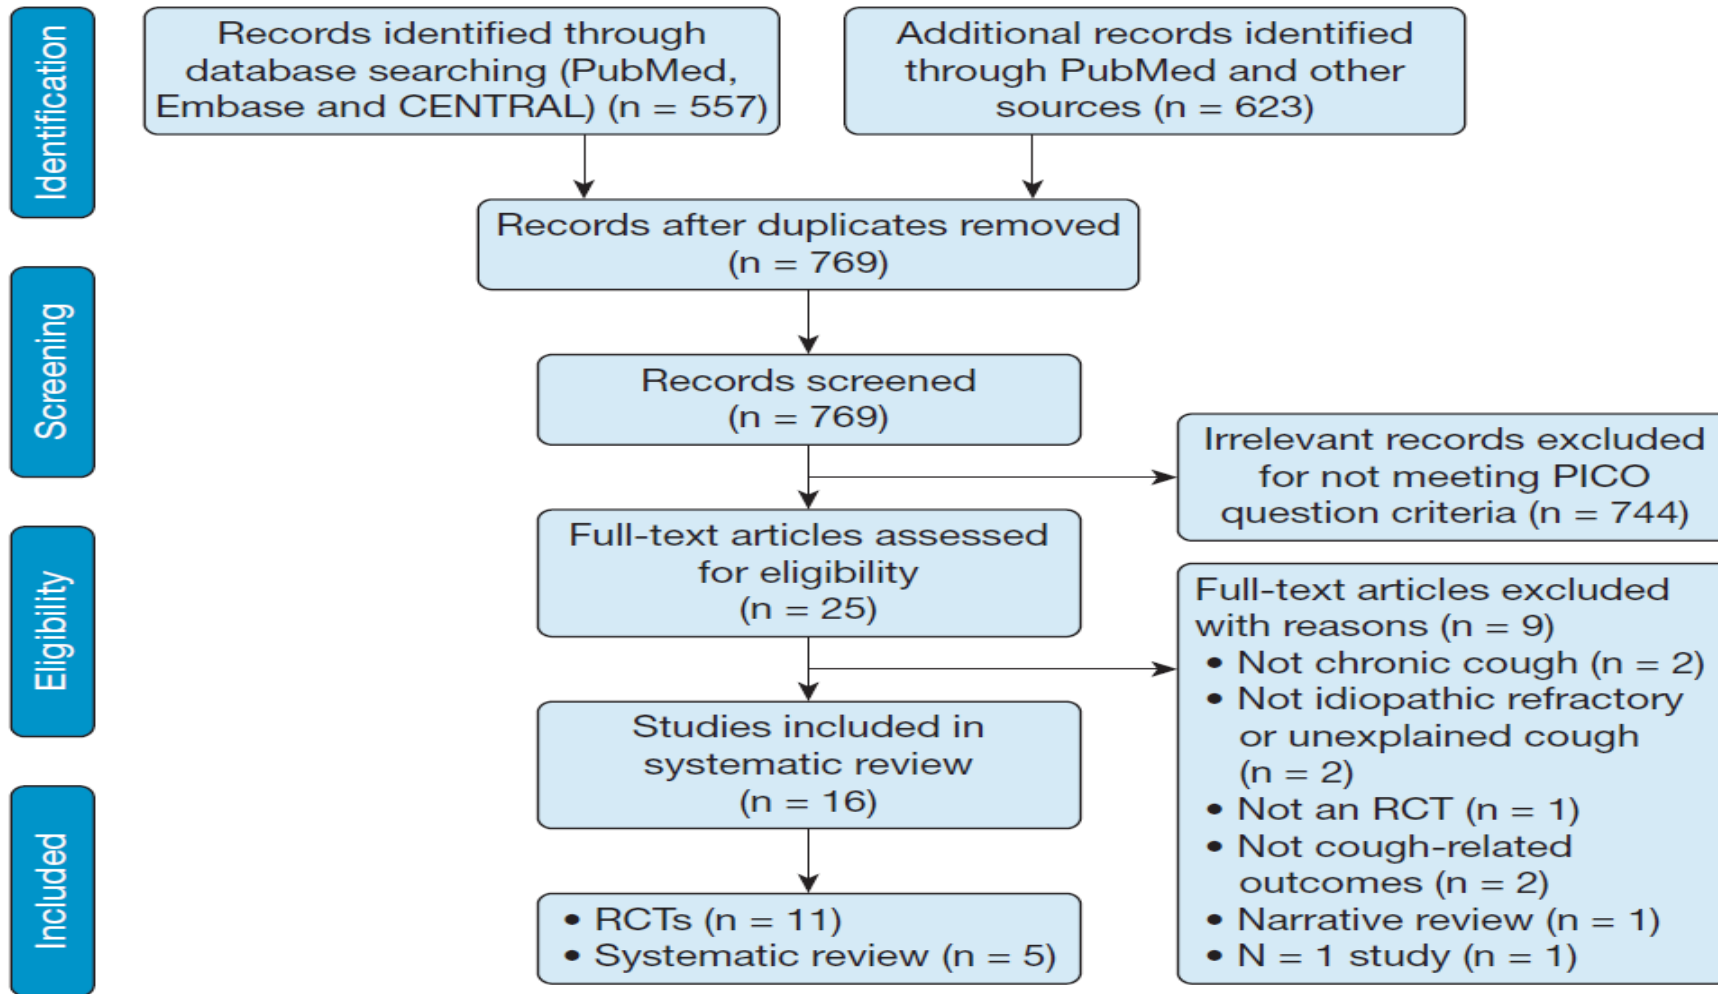 Identification
Records identified through
database searching (PubMed,
Embase and CENTRAL) (n = 557)
Additional records identified
through PubMed and other
sources (n = 623)
Records after duplicates removed
(n = 769)
Screening
Records screened
(n = 769)
Irrelevant records excluded
for not meeting PICO
question criteria (n = 744)
Eligibility
Full-text articles assessed
for eligibility
(n = 25)
Full-text articles excluded
with reasons (n = 9)
• Not chronic cough (n = 2)
• Not idiopathic refractory
or unexplained cough
(n = 2)
• Not an RCT (n = 1)
• Not cough-related
outcomes (n = 2)
• Narrative review (n = 1)
• N = 1 study (n = 1)
Studies included in
systematic review
(n = 16)
Included
• RCTs (n = 11)
• Systematic review (n = 5)